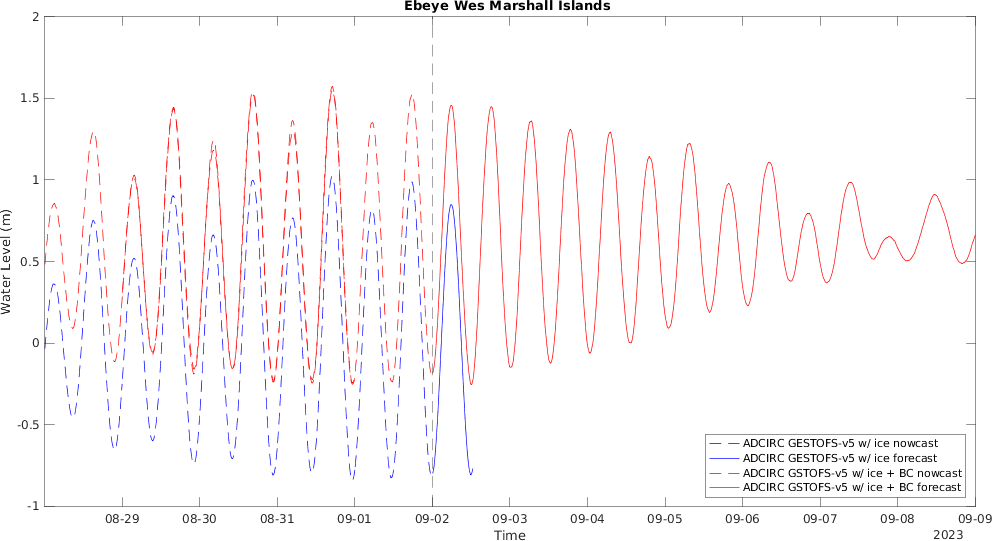 Ebeye Wes Marshall Islands
2
1.5
1
0.5
0
-0.5
-1
Water Level (m)
08-29 08-30 08-31 09-01 09-02 09-03 09-04 09-05 09-06 09-07 09-08 09-09
Time
2023
ADCIRC GESTOFS-v5 w/ ice nowcast
ADCIRC GESTOFS-v5 w/ ice forecast
ADCIRC GSTOFS-v5 w/ ice + BC nowcast
ADCIRC GSTOFS-v5 w/ ice + BC forecast